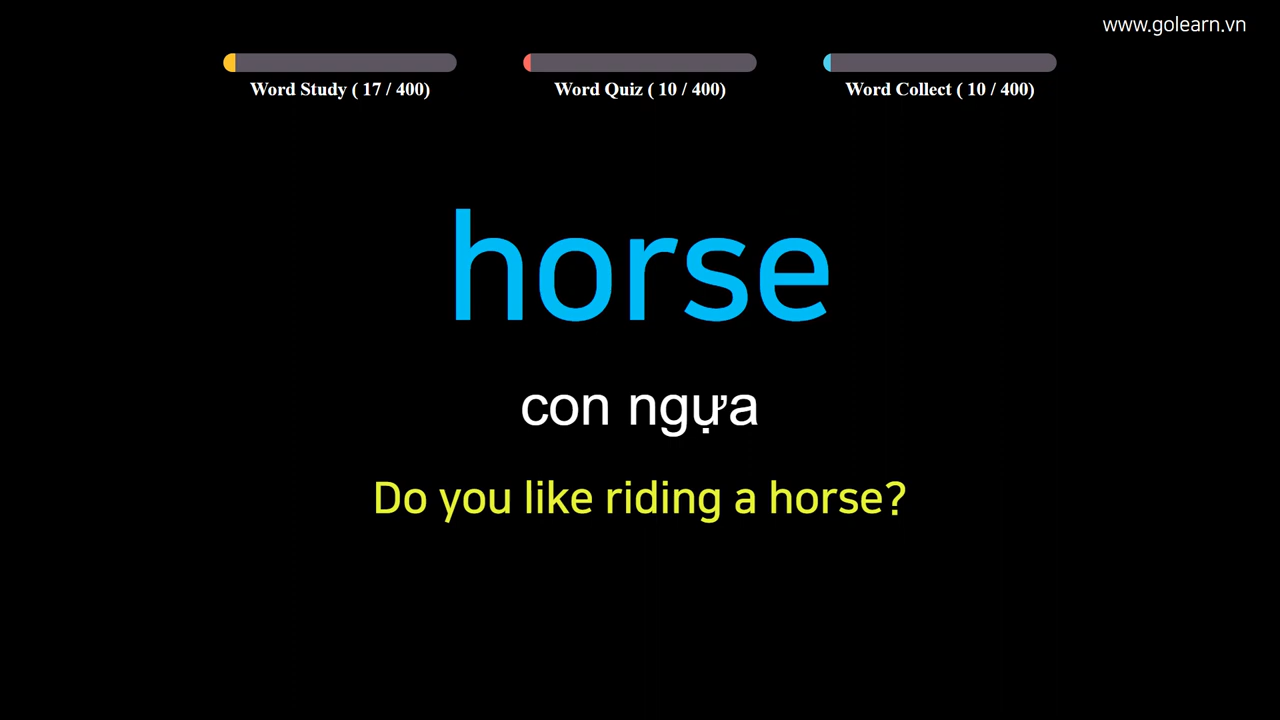 www.golearn.vn
Word Study ( 17 / 400)
Word Quiz ( 10 / 400)
Word Collect ( 10 / 400)
horse
con ngựa
Do you like riding a horse?